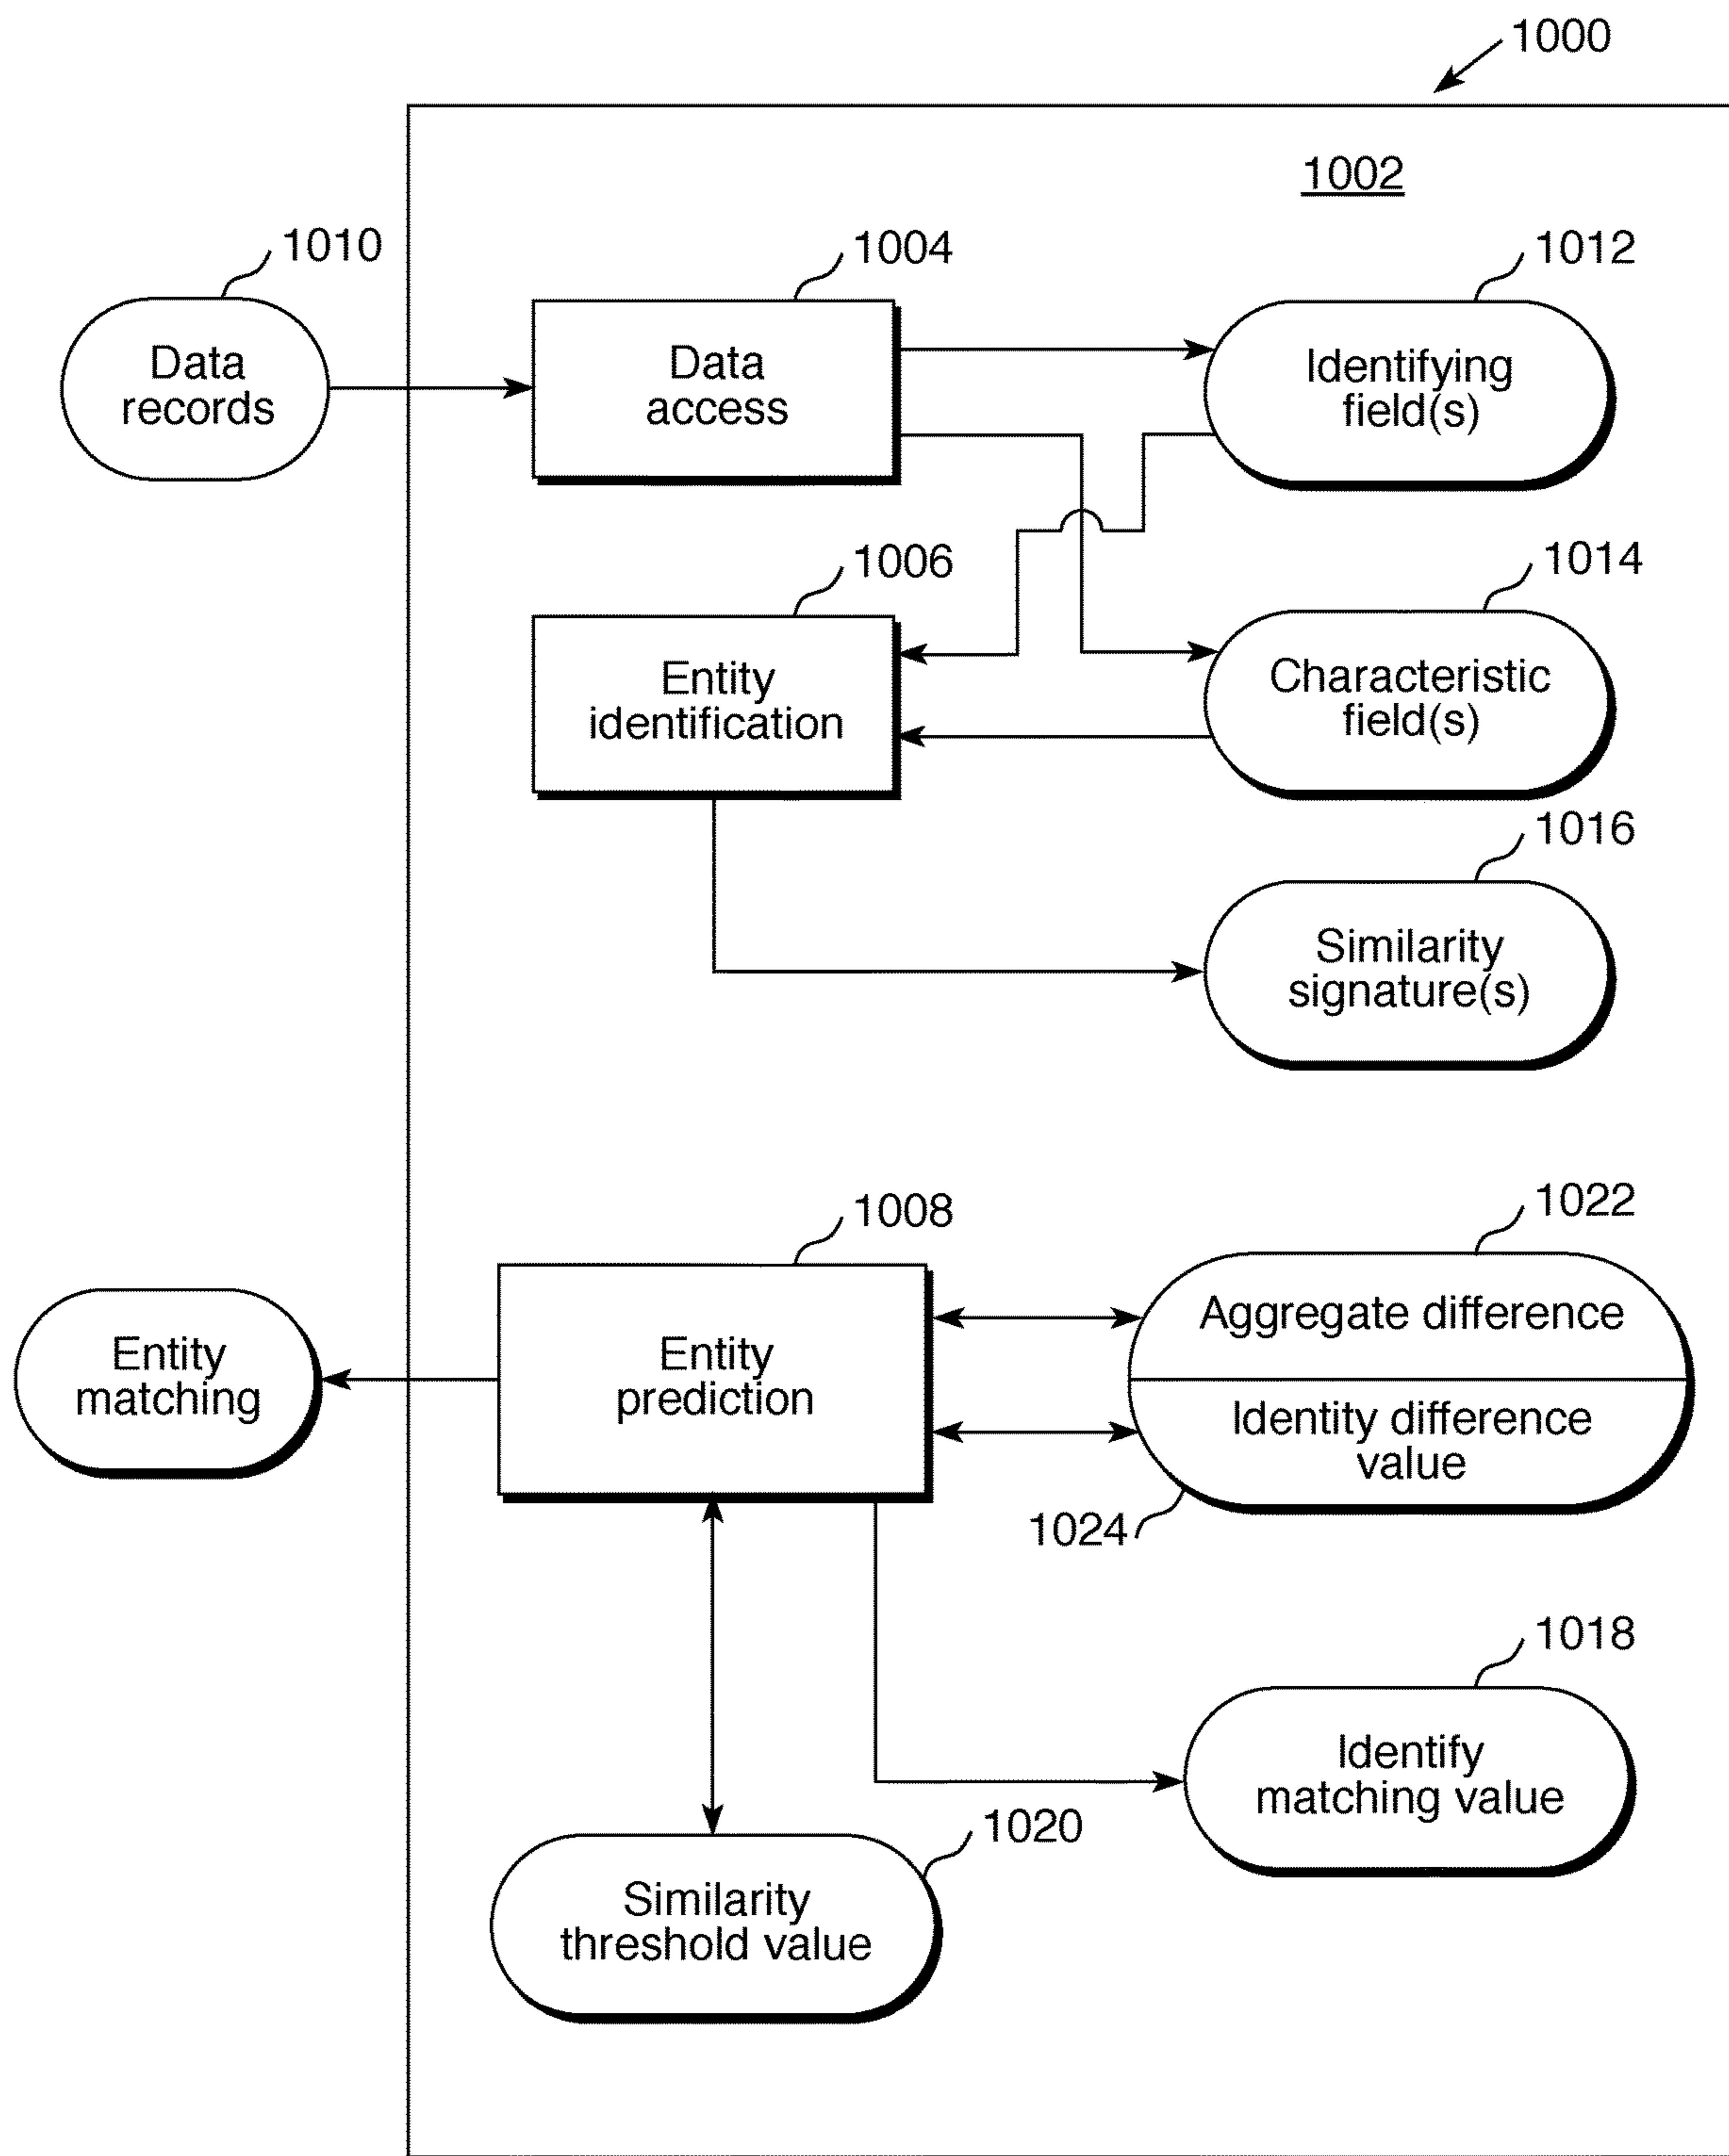 1000
1002
1010
1004
1012
Data
records
Data
access
Identifying
field(s)
1006
1014
Entity
identification
Characteristic
field(s)
1016
Similarity
signature(s)
1008
1022
Entity
matching
Entity
prediction
Aggregate difference
Identity difference
value
1024
1018
Identify
matching value
1020
Similarity
threshold value